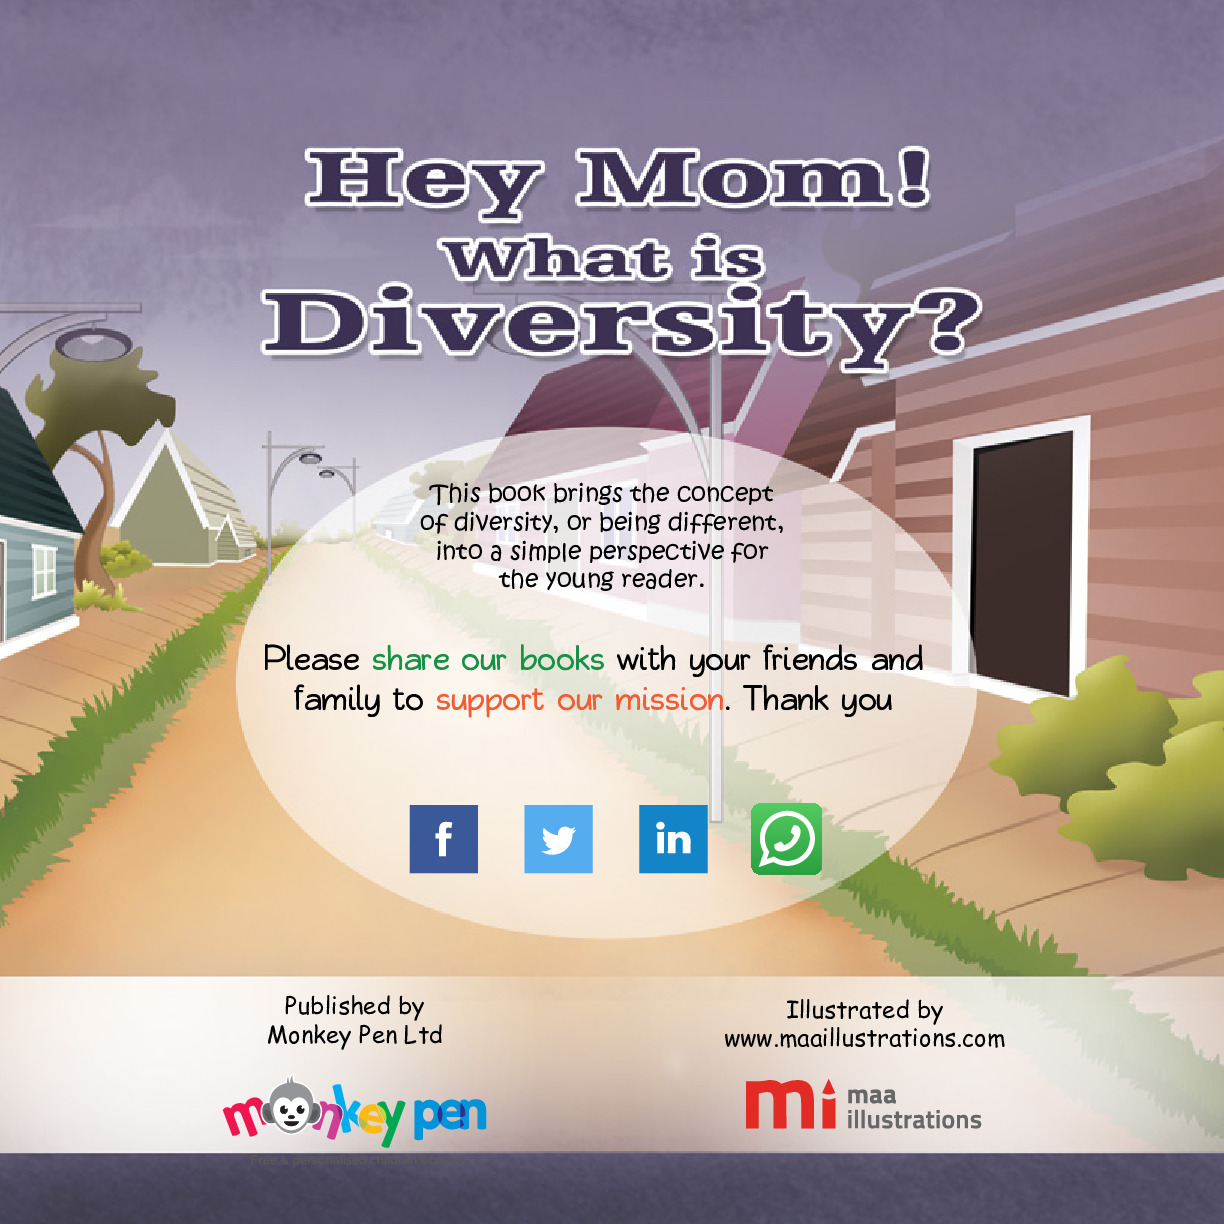 Hey Mom!
What is
Diversity?
This book brings the concept
of diversity, or being different,
into a simple perspective for
the young reader.
Please share our books with your friends and
family to support our mission. Thank you
f
in
Published by
Monkey Pen Ltd
Illustrated by
www.maaillustrations.com
monkey pen
mi maa
illustrations